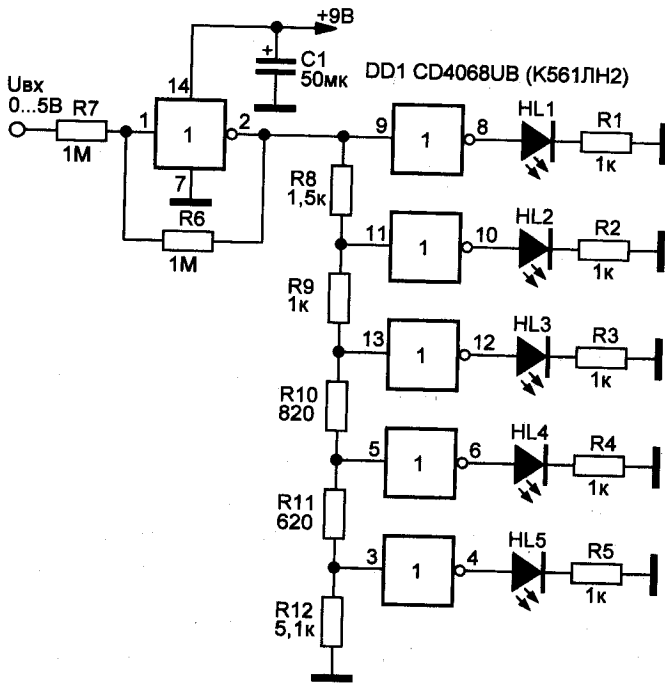 +9В
C1
50мк
DD1 CD4068UB (К561ЛН2)
Uвх
0...5В
R7
1М
1
14
1
2
7
R6
1М
R8
1,5к
9
1
8
HL1
R1
1к
11
1
10
HL2
R2
1к
R9
1к
13
1
12
HL3
R3
1к
R10
820
5
1
6
HL4
R4
1к
R11
620
3
1
4
HL5
R5
1к
R12
5,1к